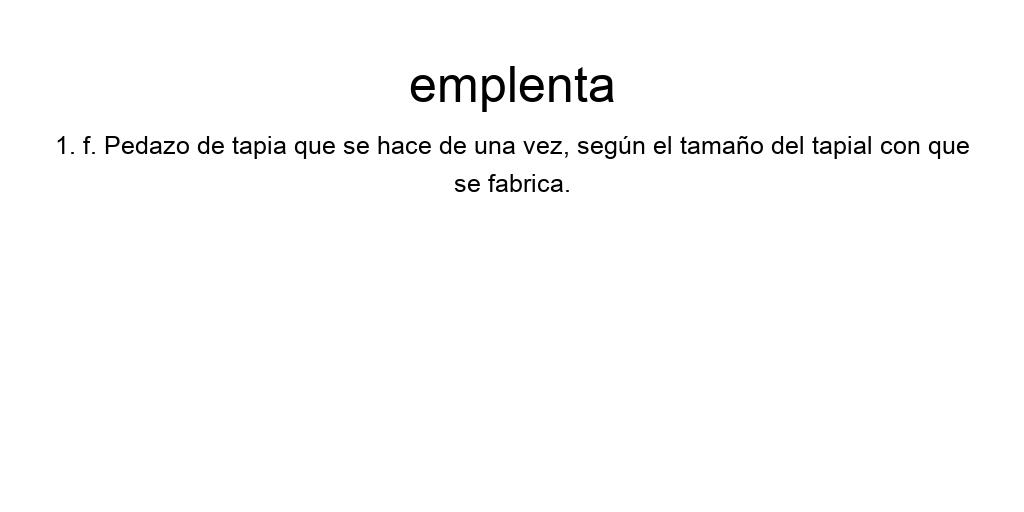 emplenta
1. f. Pedazo de tapia que se hace de una vez, según el tamaño del tapial con que
se fabrica.